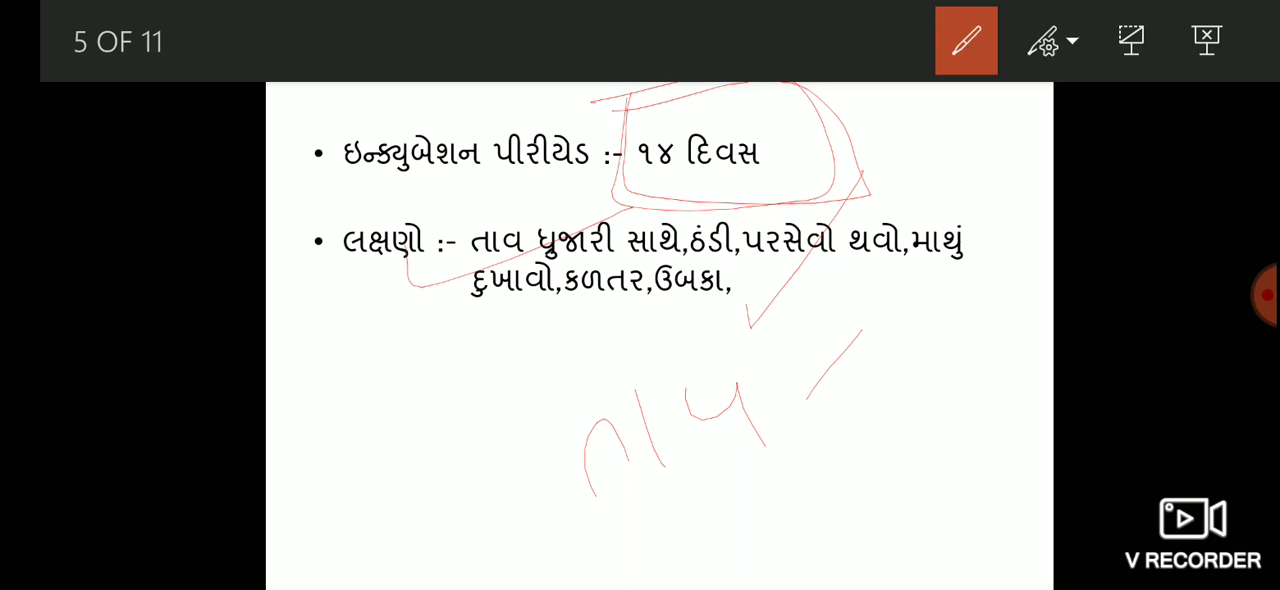 5 OF 11
• ઇન્ક્યુબેશન પીરીયેડ :- ૧૪ દિવસ
• લક્ષણો :- તાવ ધ્રુજારી સાથે,ઠંડી,પરસેવો થવો,માથું
દુખાવો,કળતર,ઉબકા,
તાવ
V RECORDER